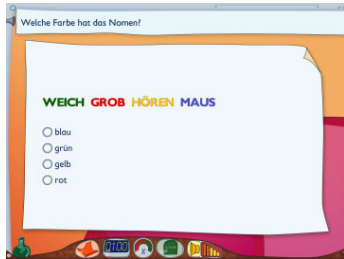 Welche Farbe hat das Nomen?
WEICH GROB HÖREN MAUS
blau
grün
gelb
rot